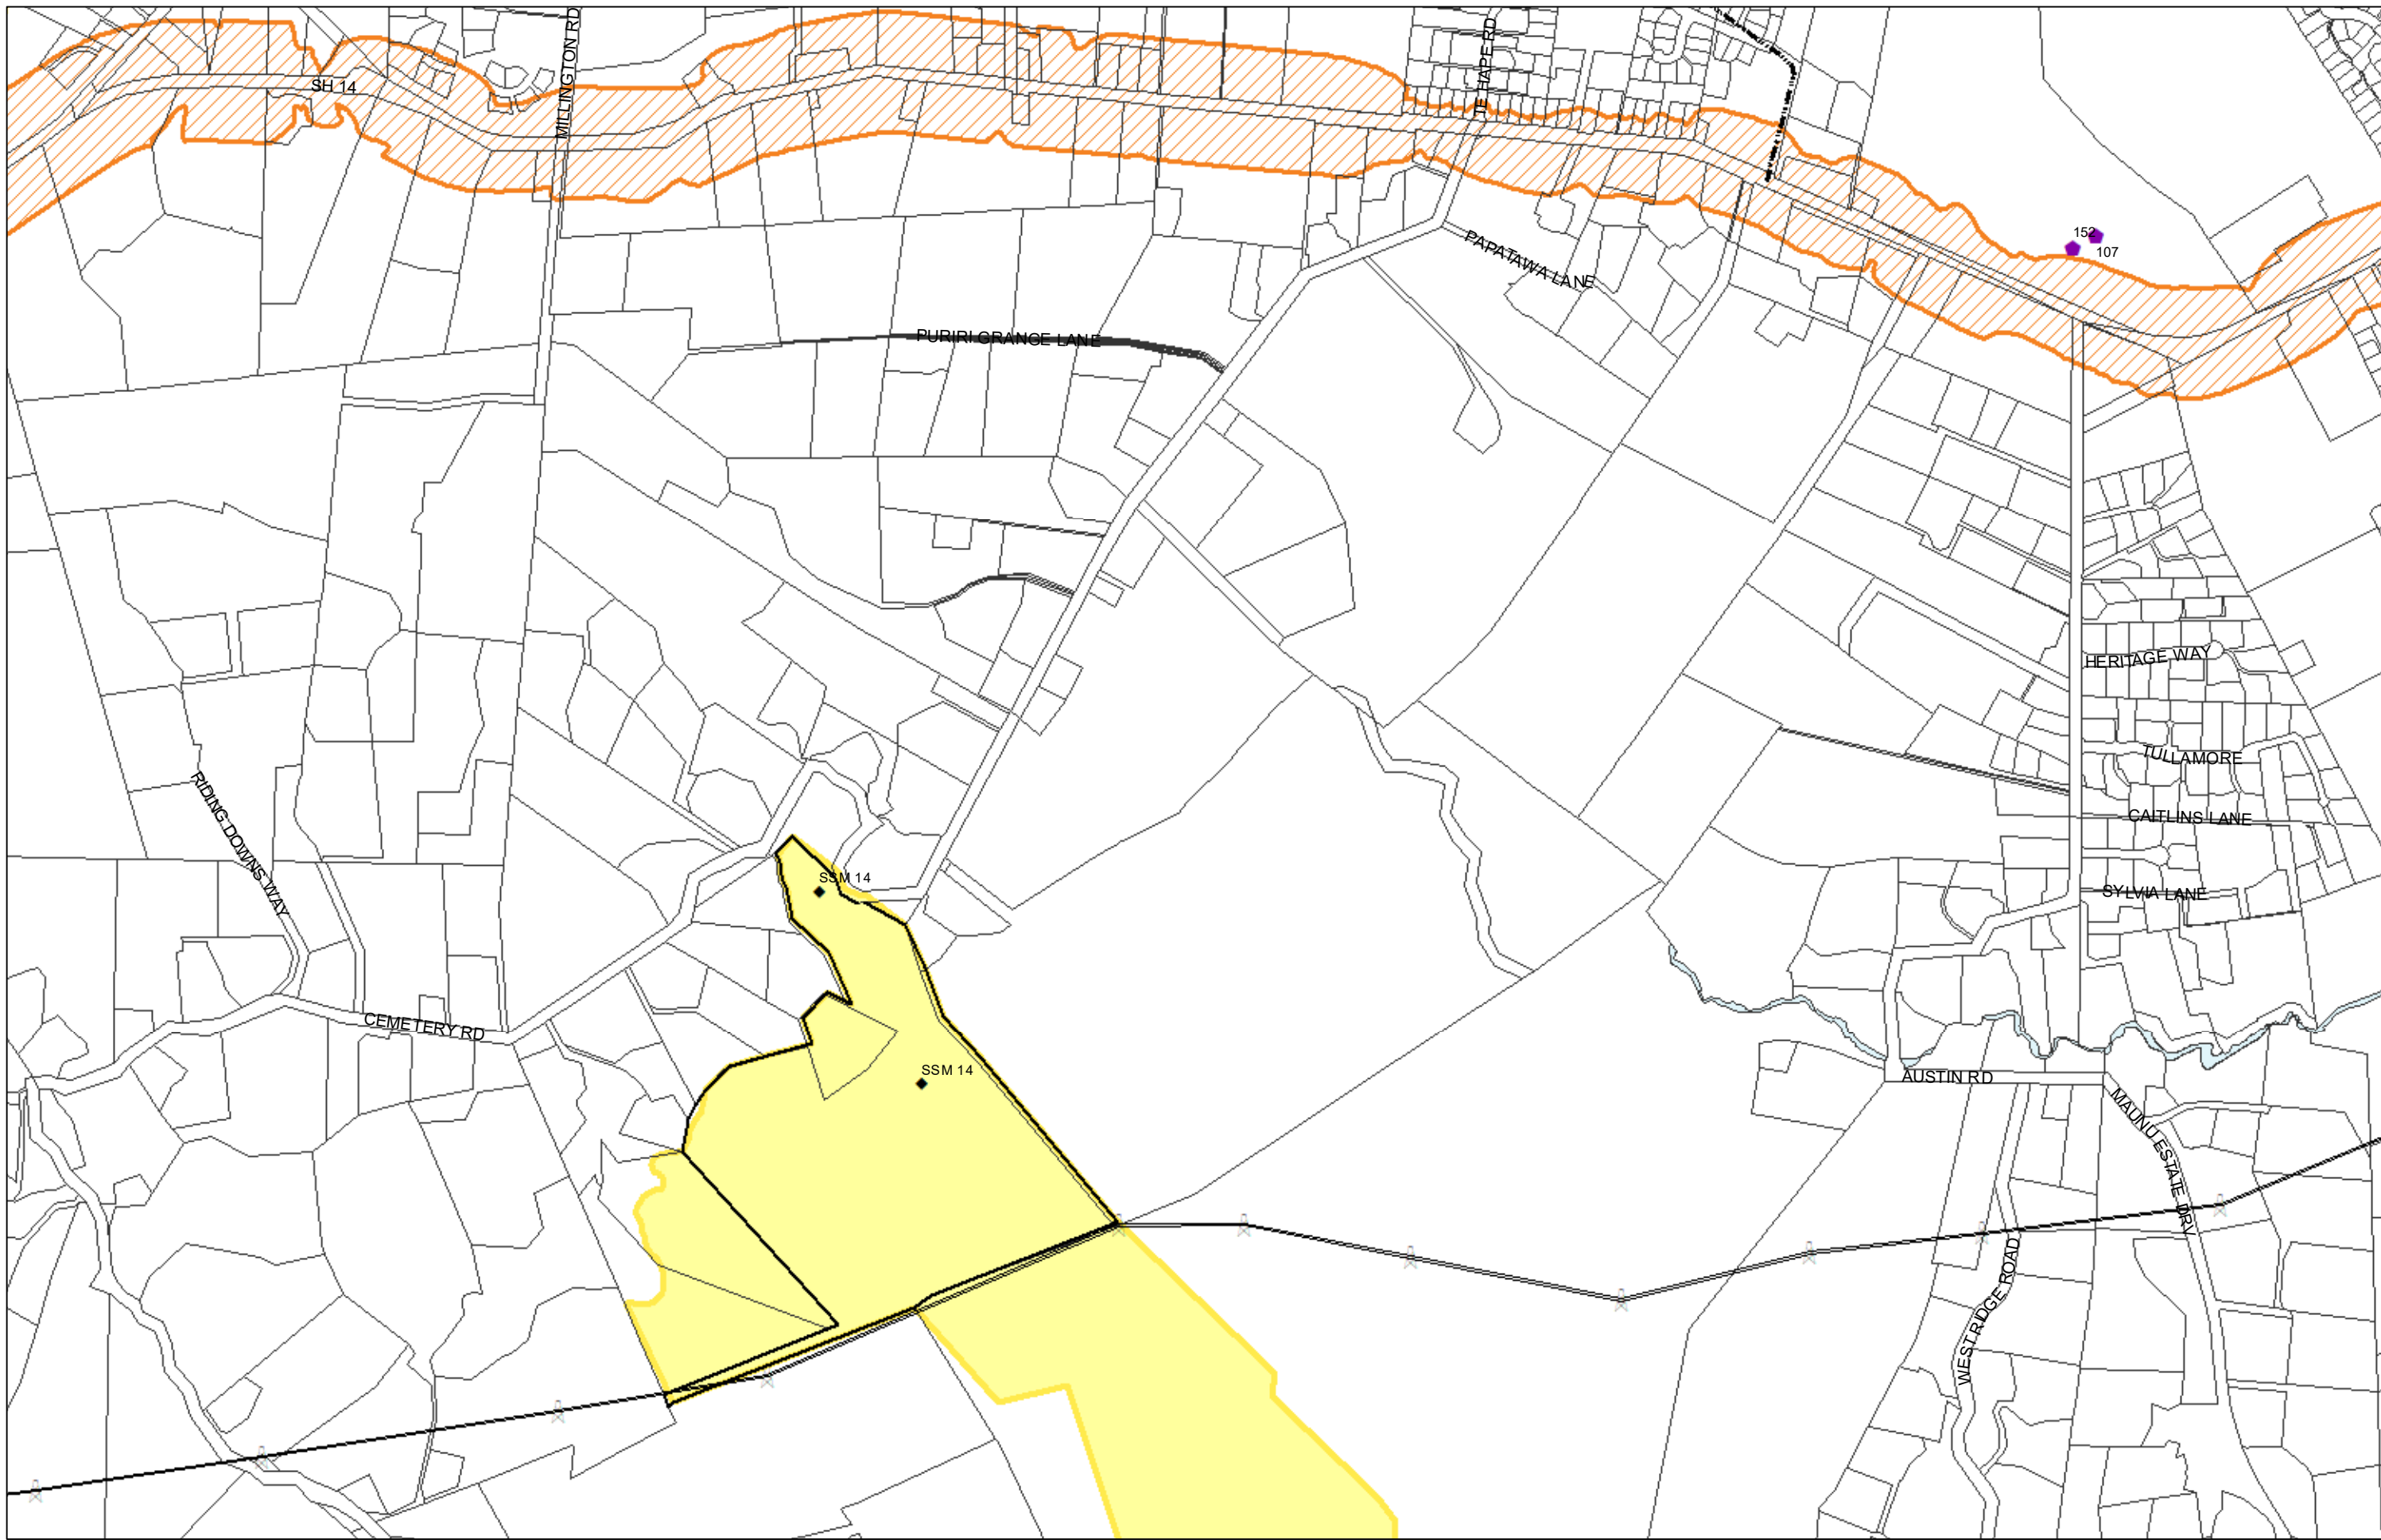 MILLINGTON RD
SH 14
TE HAPE RD
152
107
PAPATAWA LANE
PURIRI GRANGE LANE
HERITAGE WAY
TULLAMORE
CAITLINS LANE
RIDING DOWNS WAY
SSM 14
SYLVIA LANE
CEMETERY RD
SSM 14
AUSTIN RD
MAUNU ESTATE DRV
WESTRIDGE ROAD